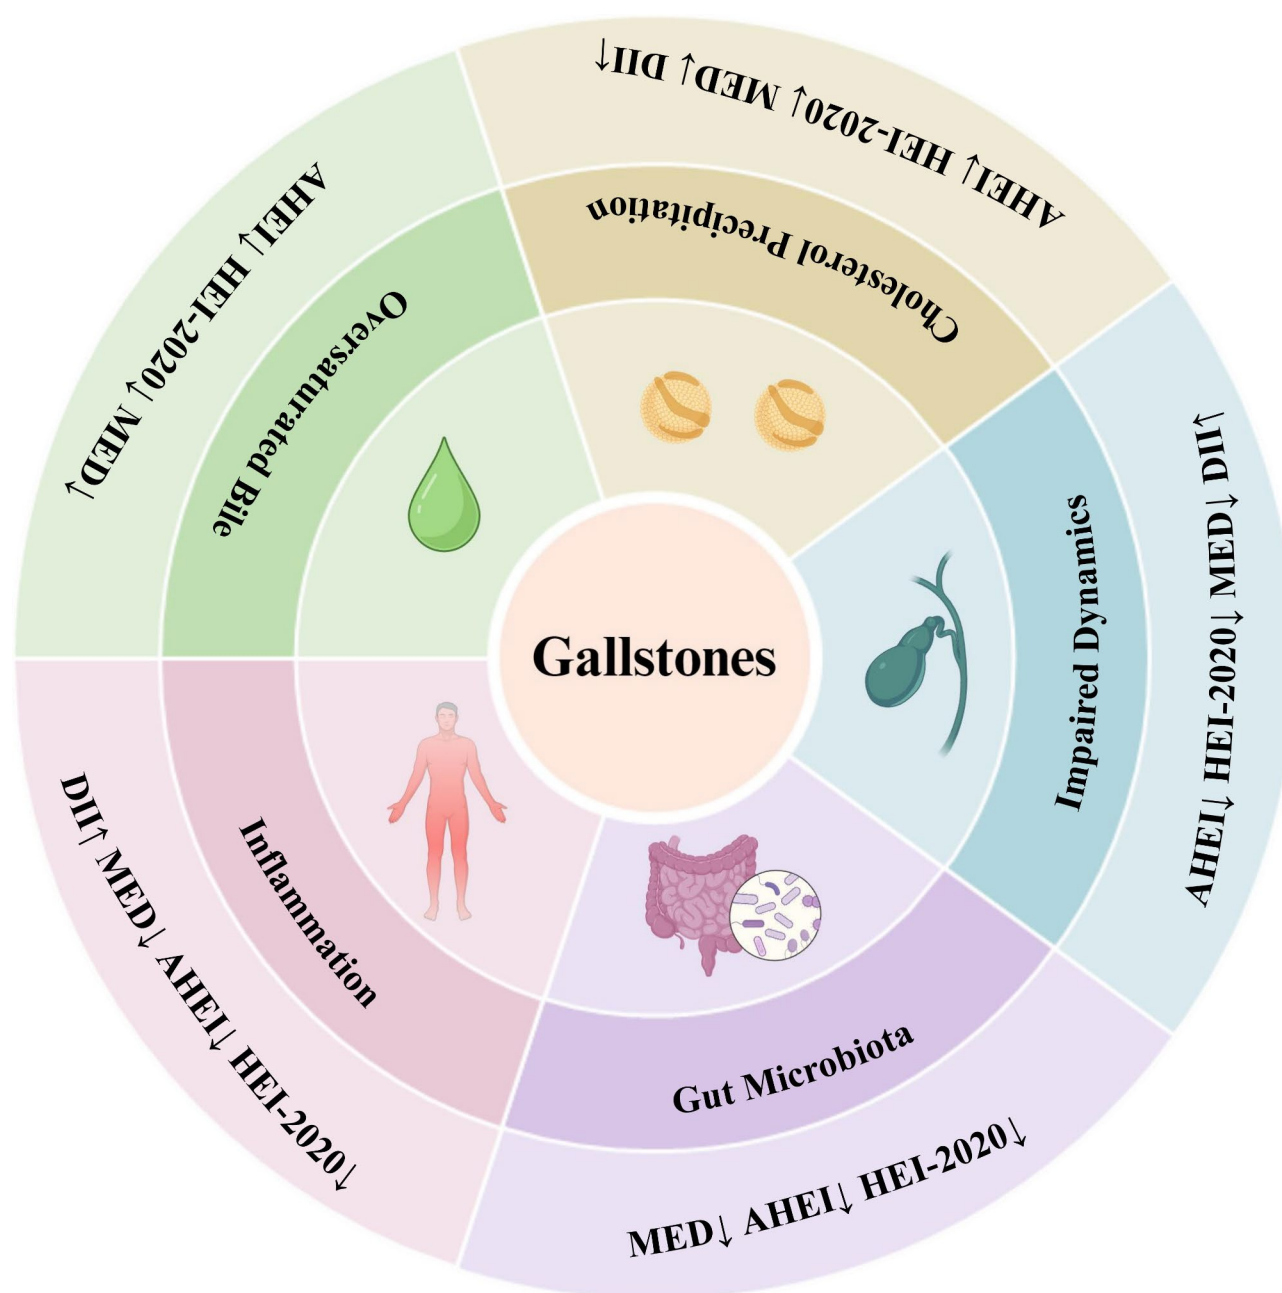 AHEI↓ HEI-2020↓ MED↓ DII↑
Cholesterol Precipitation
AHEI↓ HEI-2020↓ MED↓
Oversaturated Bile
AHEI↓ HEI-2020↓ MED↓ DII↑
Impaired Dynamics
Gallstones
Inflammation
DII↑ MED↓ AHEI↓ HEI-2020↓
Gut Microbiota
MED↓ AHEI↓ HEI-2020↓